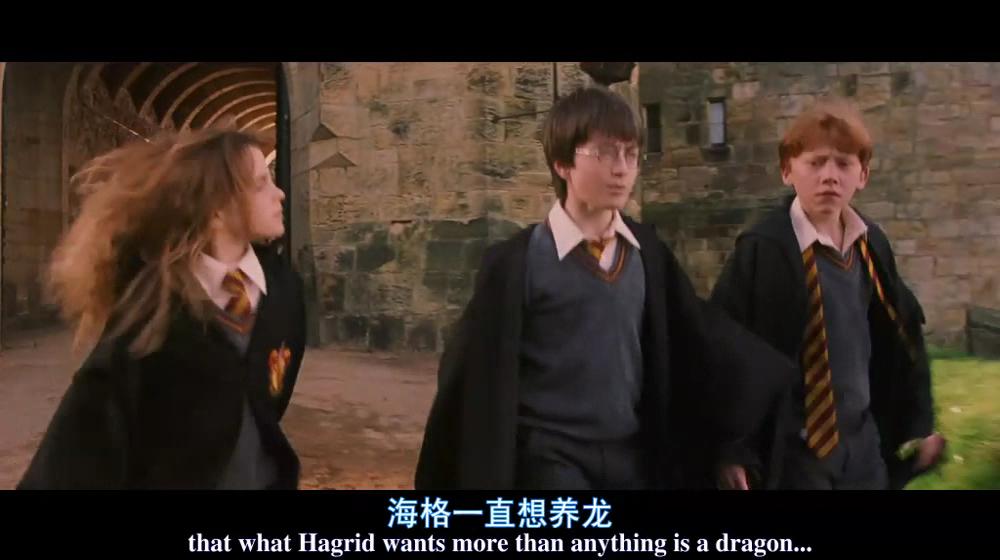 海格一直想养龙
that what Hagrid wants more than anything is a dragon...